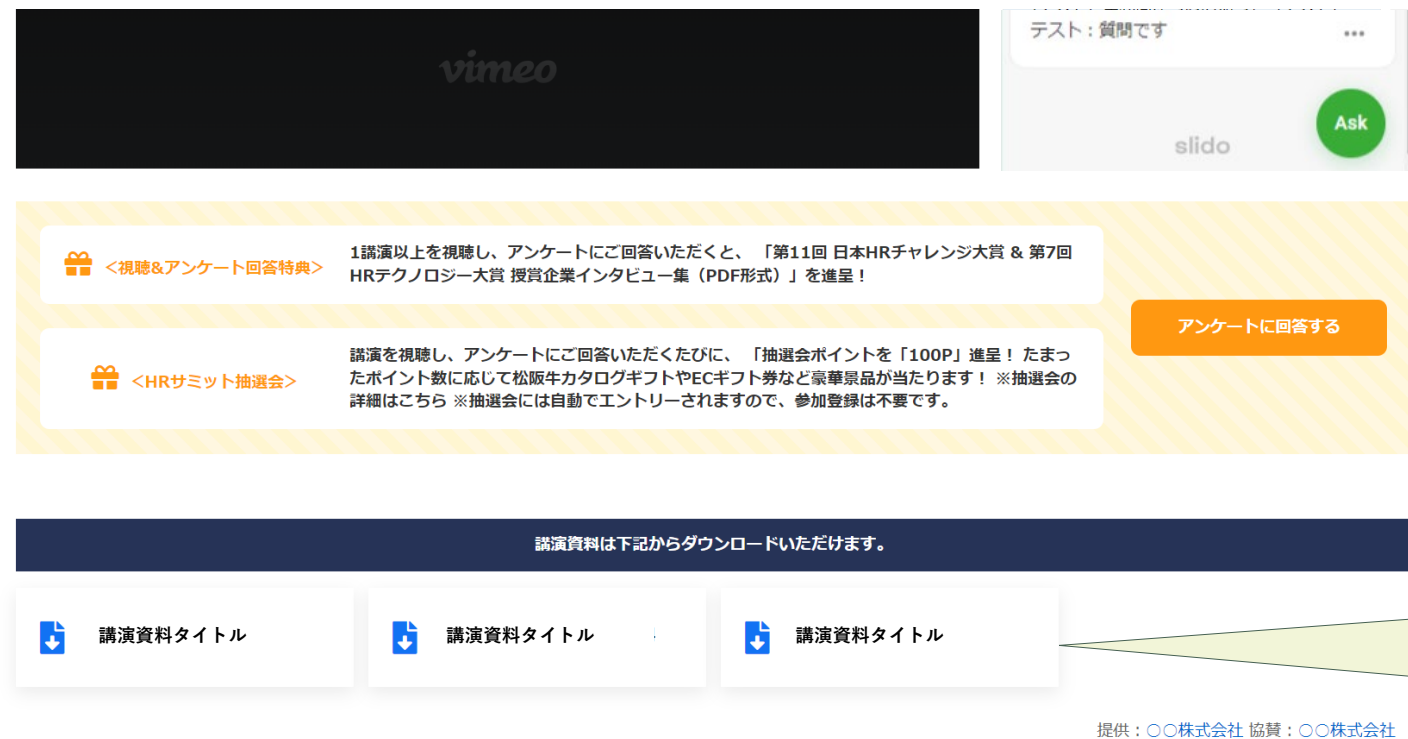 テスト：質問です
...
vimeo
Ask
slido
＜視聴&アンケート回答特典＞
1講演以上を視聴し、アンケートにご回答いただくと、 「第11回 日本HRチャレンジ大賞 & 第7回
HRテクノロジー大賞 授賞企業インタビュー集（PDF形式）」を進呈！
アンケートに回答する
＜HRサミット抽選会＞
講演を視聴し、アンケートにご回答いただくたびに、 「抽選会ポイントを「100P」進呈！ たまっ
たポイント数に応じて松阪牛カタログギフトやECギフト券など豪華景品が当たります！ ※抽選会の
詳細はこちら ※抽選会には自動でエントリーされますので、参加登録は不要です。
講演資料は下記からダウンロードいただけます。
講演資料タイトル
講演資料タイトル
講演資料タイトル
提供：○○株式会社 協賛：○○株式会社